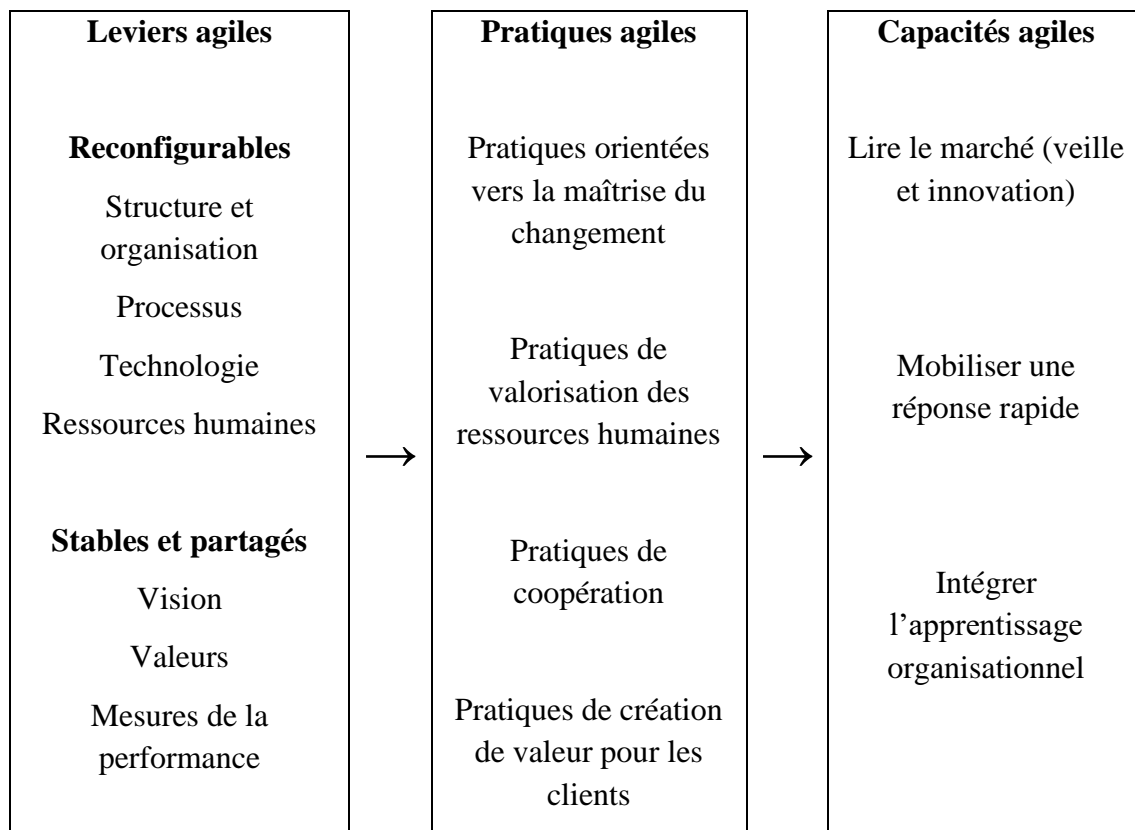 Leviers agiles
Reconfigurables
Structure et
organisation
Processus
Technologie
Ressources humaines
Stables et partagés
Vision
Valeurs
Mesures de la
performance
→
Pratiques agiles
Pratiques orientées
vers la maîtrise du
changement
Pratiques de
valorisation des
ressources humaines
Pratiques de
coopération
Pratiques de création
de valeur pour les
clients
→
Capacités agiles
Lire le marché (veille
et innovation)
Mobiliser une
réponse rapide
Intégrer
l’apprentissage
organisationnel